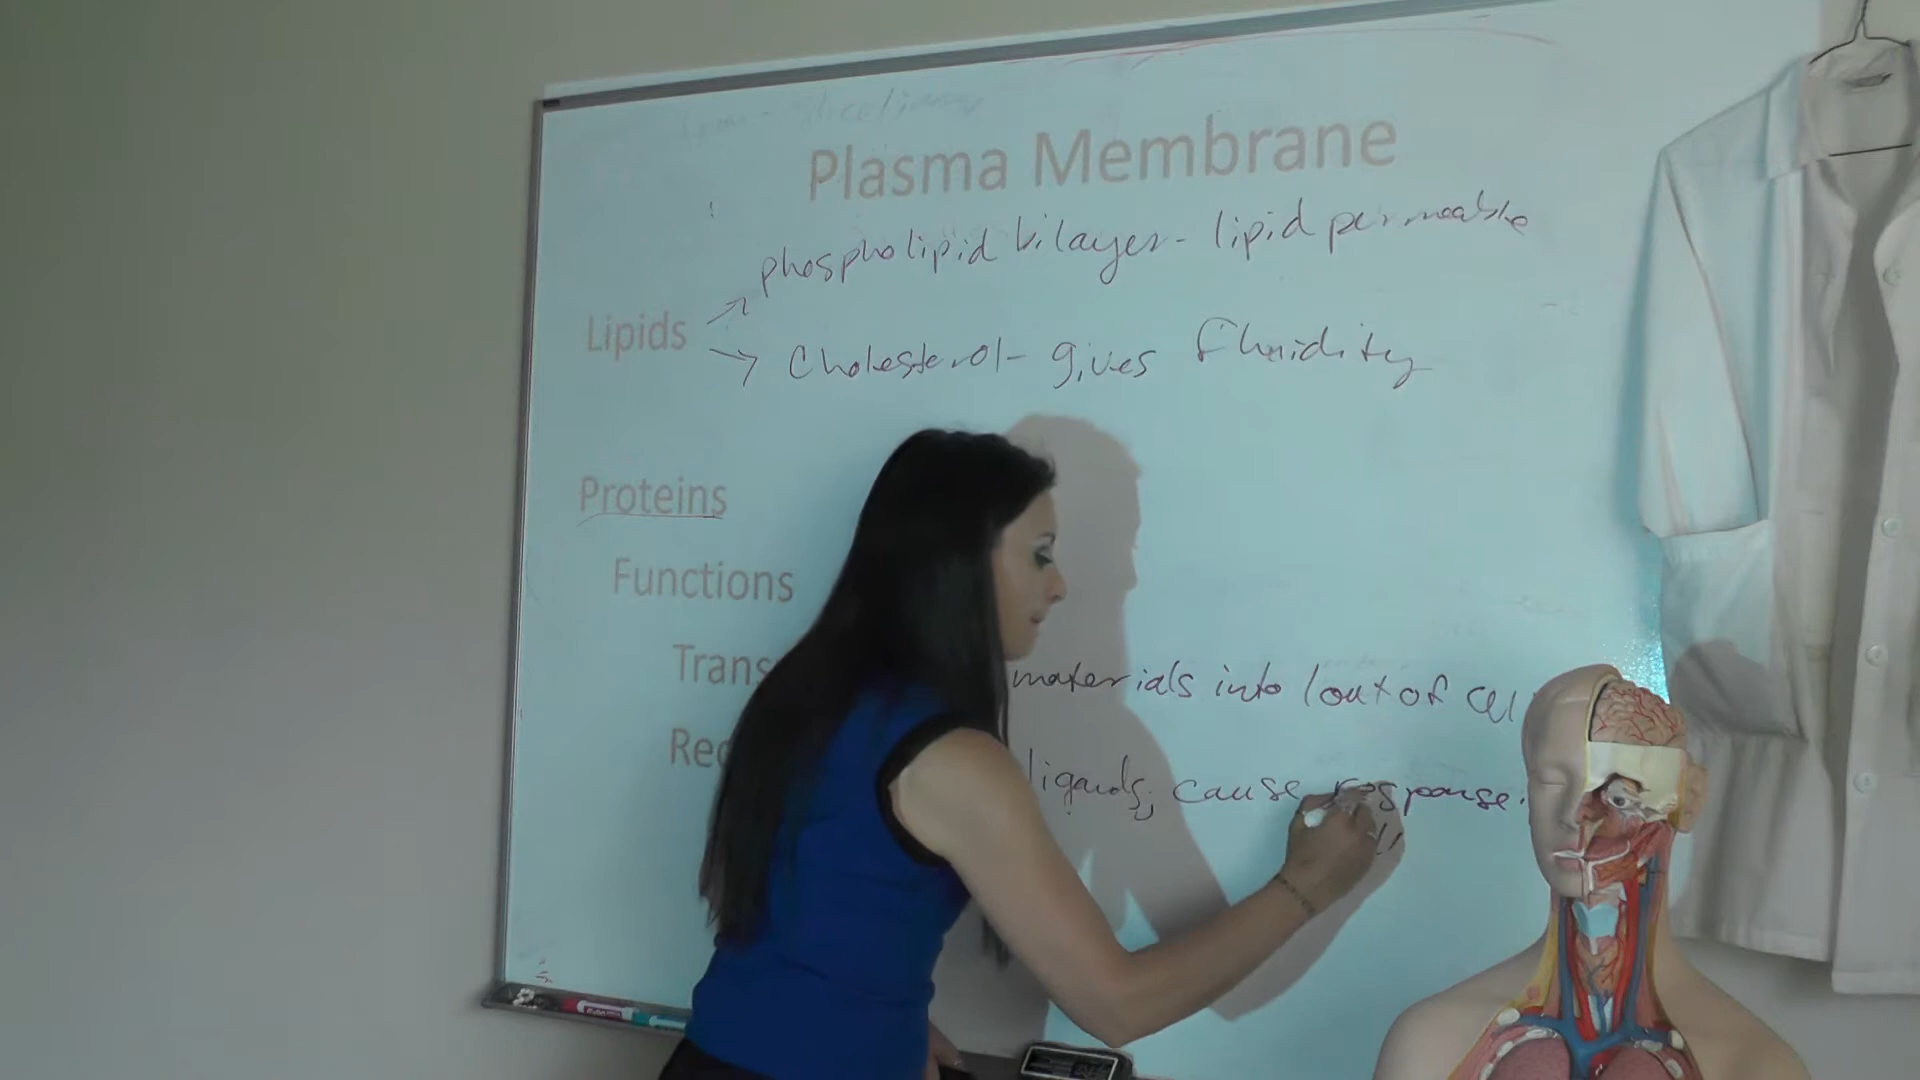 Plasma Membrane
phospholipid bilayer - lipid permeable
Lipids
Cholesterol - gives fluidity
Proteins
Functions
Trans materials into / out of cell
Rec ligands, cause response.